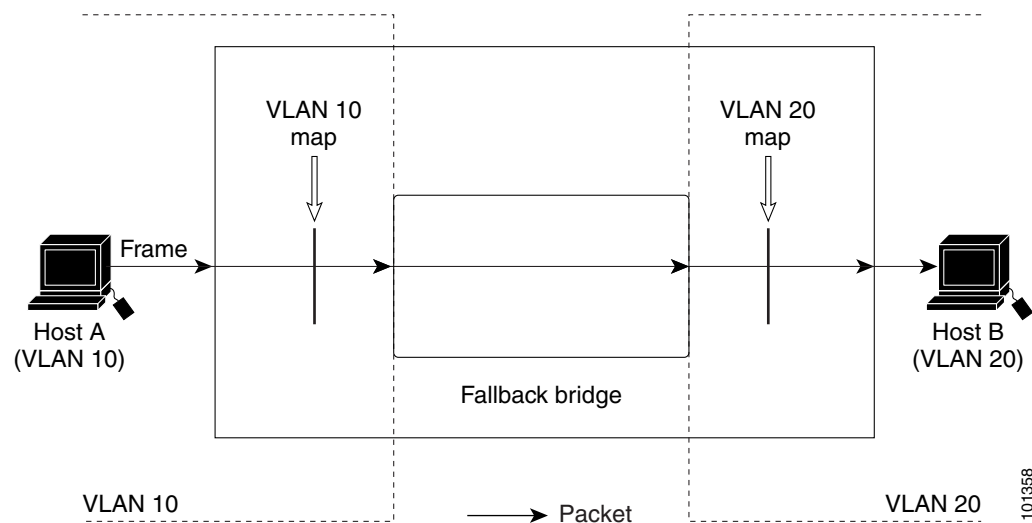 VLAN 10
map
VLAN 20
map
Frame
Host A
(VLAN 10)
Host B
(VLAN 20)
Fallback bridge
VLAN 10
Packet
VLAN 20
101358